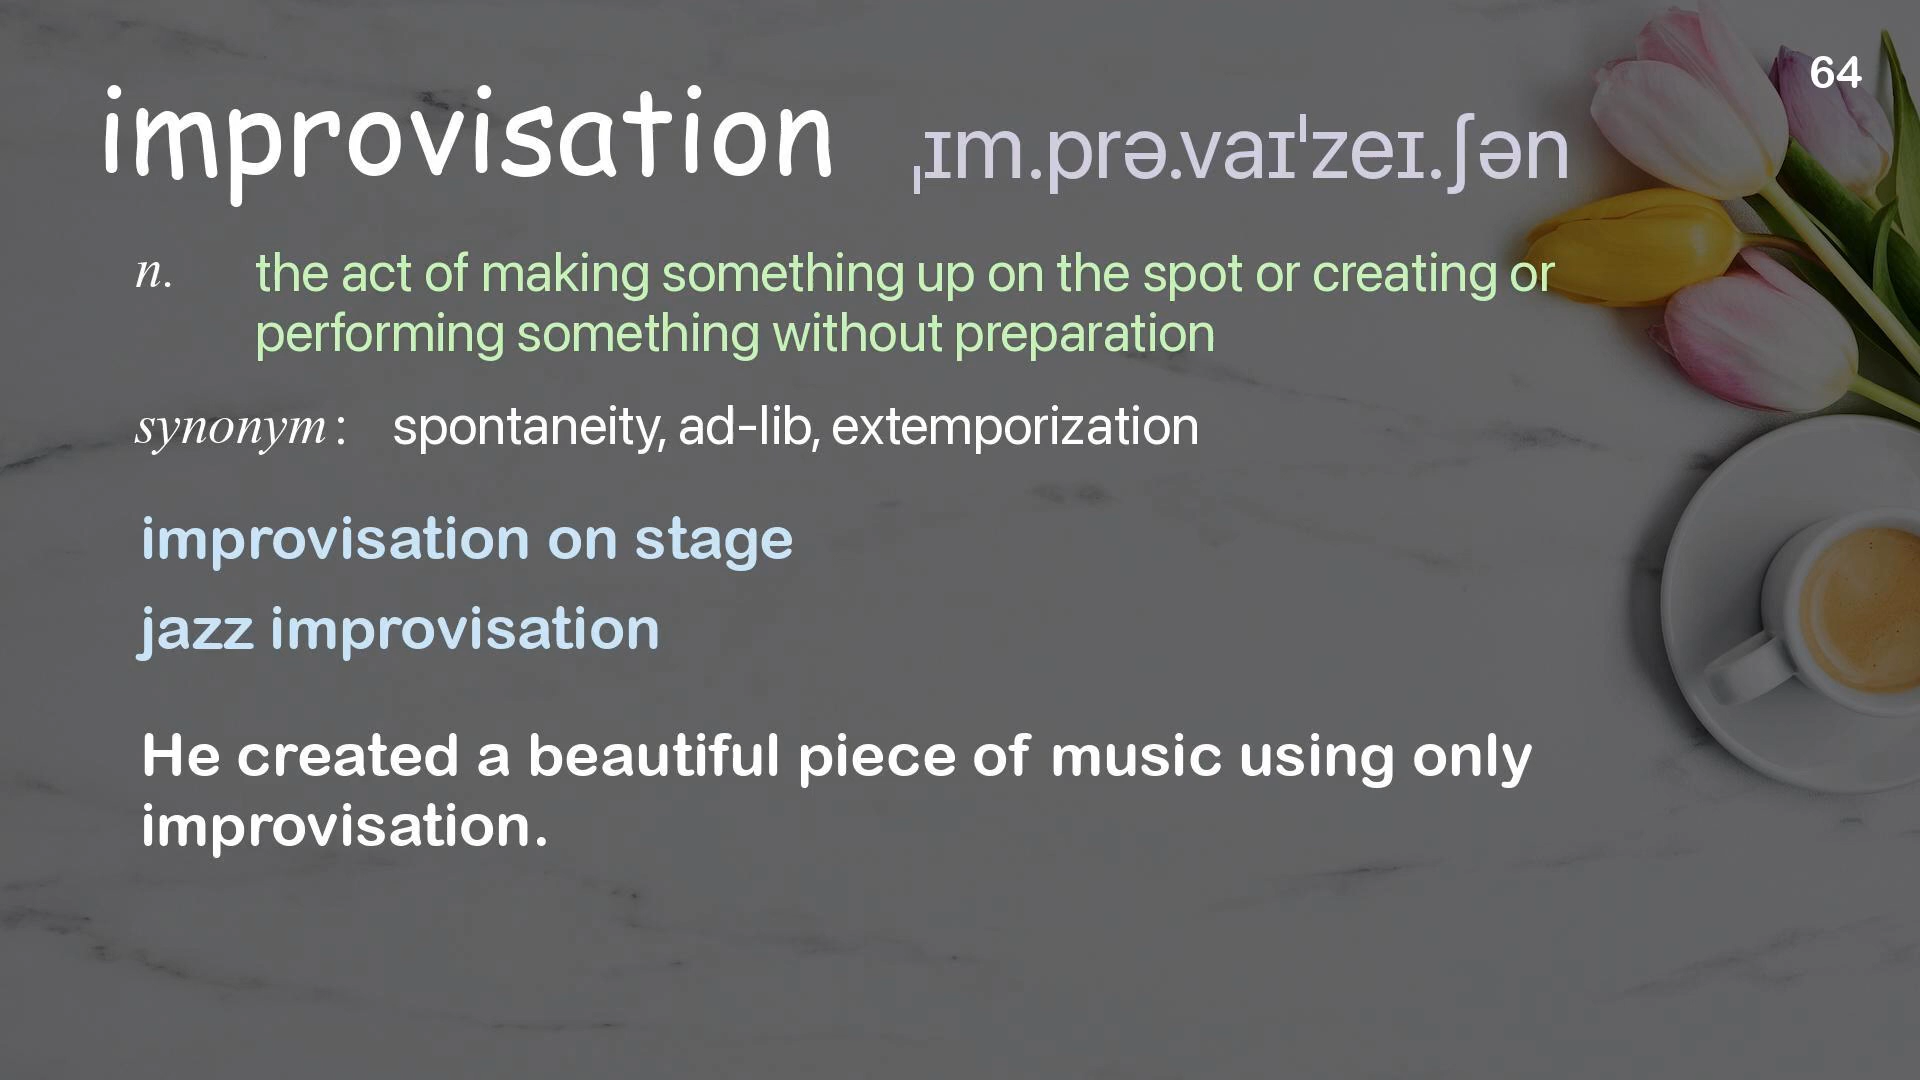 64
improvisation ˌɪm.prə.vaɪˈzeɪ.ʃən
n. the act of making something up on the spot or creating or
performing something without preparation
synonym: spontaneity, ad-lib, extemporization
improvisation on stage
jazz improvisation
He created a beautiful piece of music using only
improvisation.